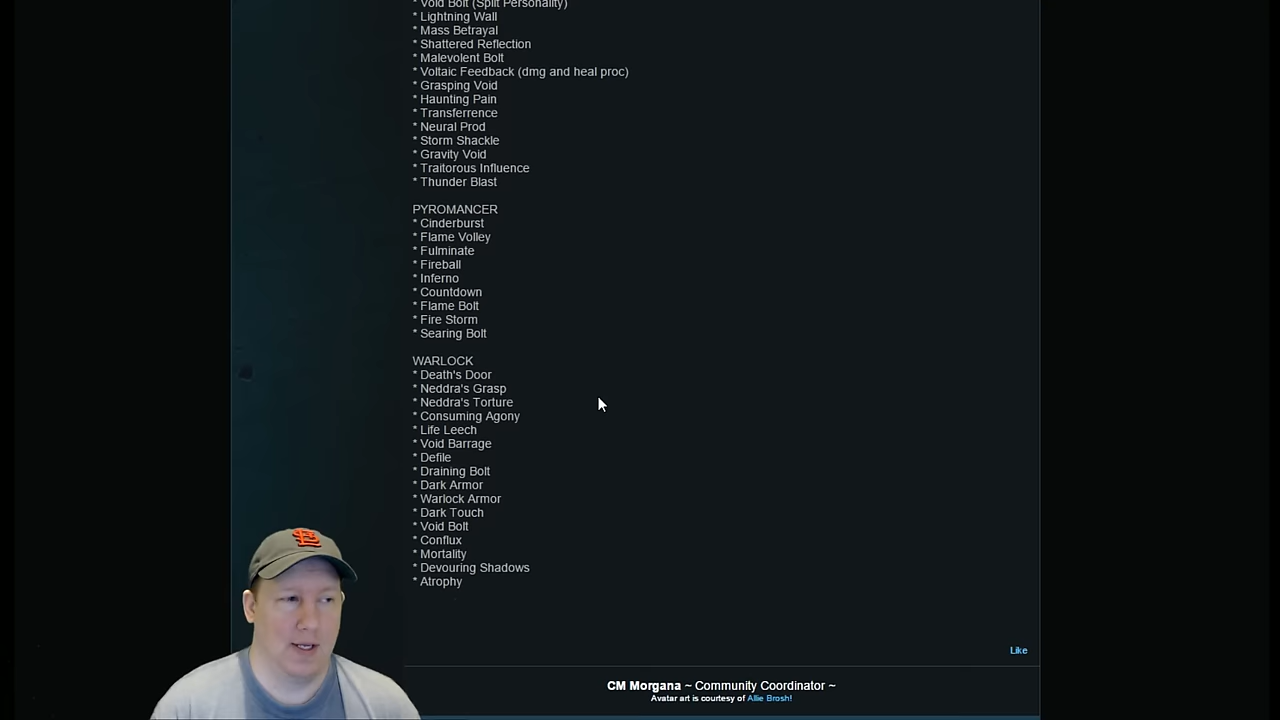 * Void Bolt (Split Personality)
* Lightning Wall
* Mass Betrayal
* Shattered Reflection
* Malevolent Bolt
* Voltaic Feedback (dmg and heal proc)
* Grasping Void
* Haunting Pain
* Transferrence
* Neural Prod
* Storm Shackle
* Gravity Void
* Traitorous Influence
* Thunder Blast
PYROMANCER
* Cinderburst
* Flame Volley
* Fulminate
* Fireball
* Inferno
* Countdown
* Flame Bolt
* Fire Storm
* Searing Bolt
WARLOCK
* Death's Door
* Neddra's Grasp
* Neddra's Torture
* Consuming Agony
* Life Leech
* Void Barrage
* Defile
* Draining Bolt
* Dark Armor
* Warlock Armor
* Dark Touch
* Void Bolt
* Conflux
* Mortality
* Devouring Shadows
* Atrophy
Like
CM Morgana ~ Community Coordinator ~
Avatar art is courtesy of Allie Brosh!